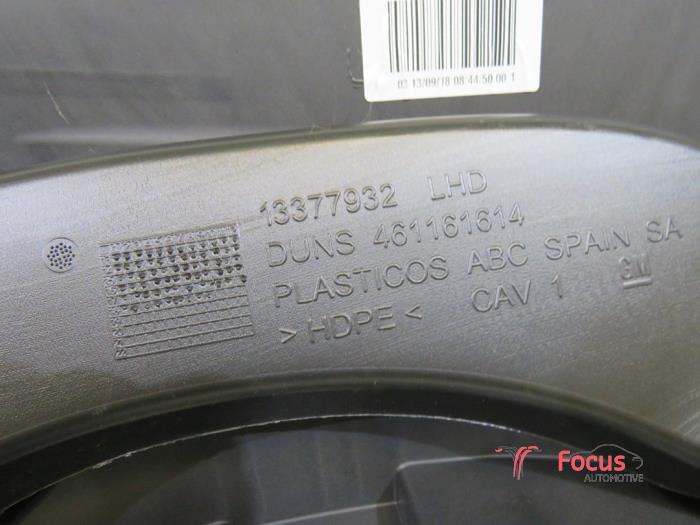 03 13/09/18 08:44:50 00 1
13377932 LHD
DUNS 461161614
PLASTICOS ABC SPAIN SA
> HDPE < CAV 1 GM
Focus
AUTOMOTIVE